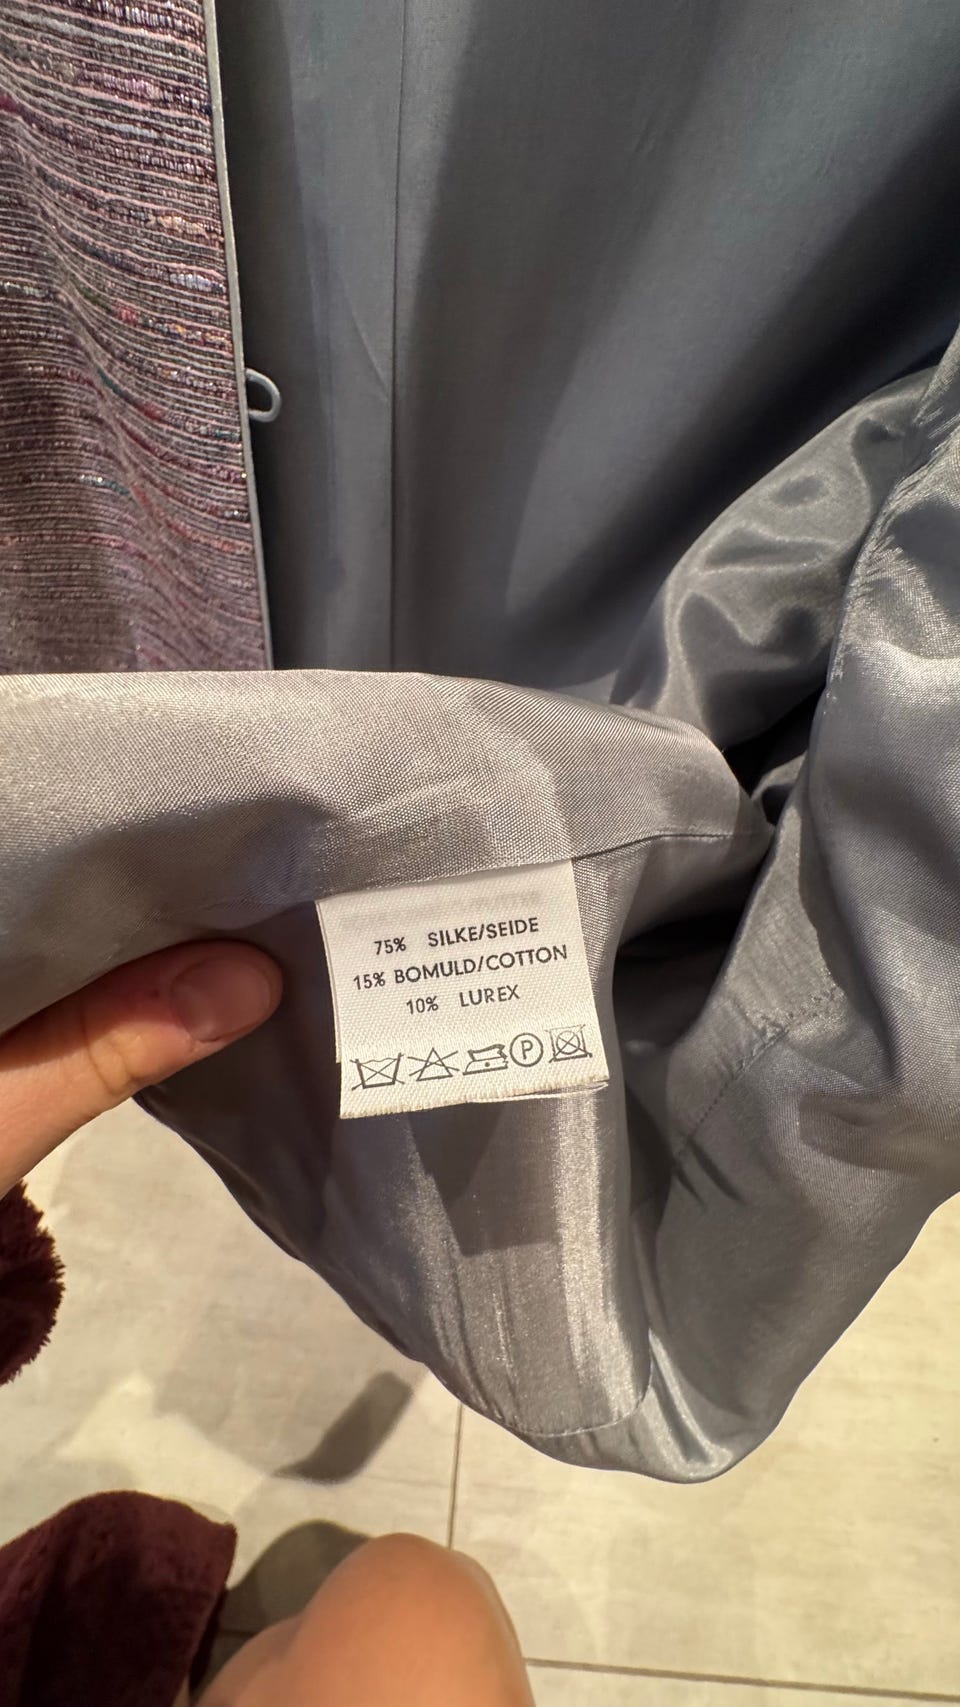 75% SILKE/SEIDE
15% BOMULD/COTTON
10% LUREX
P